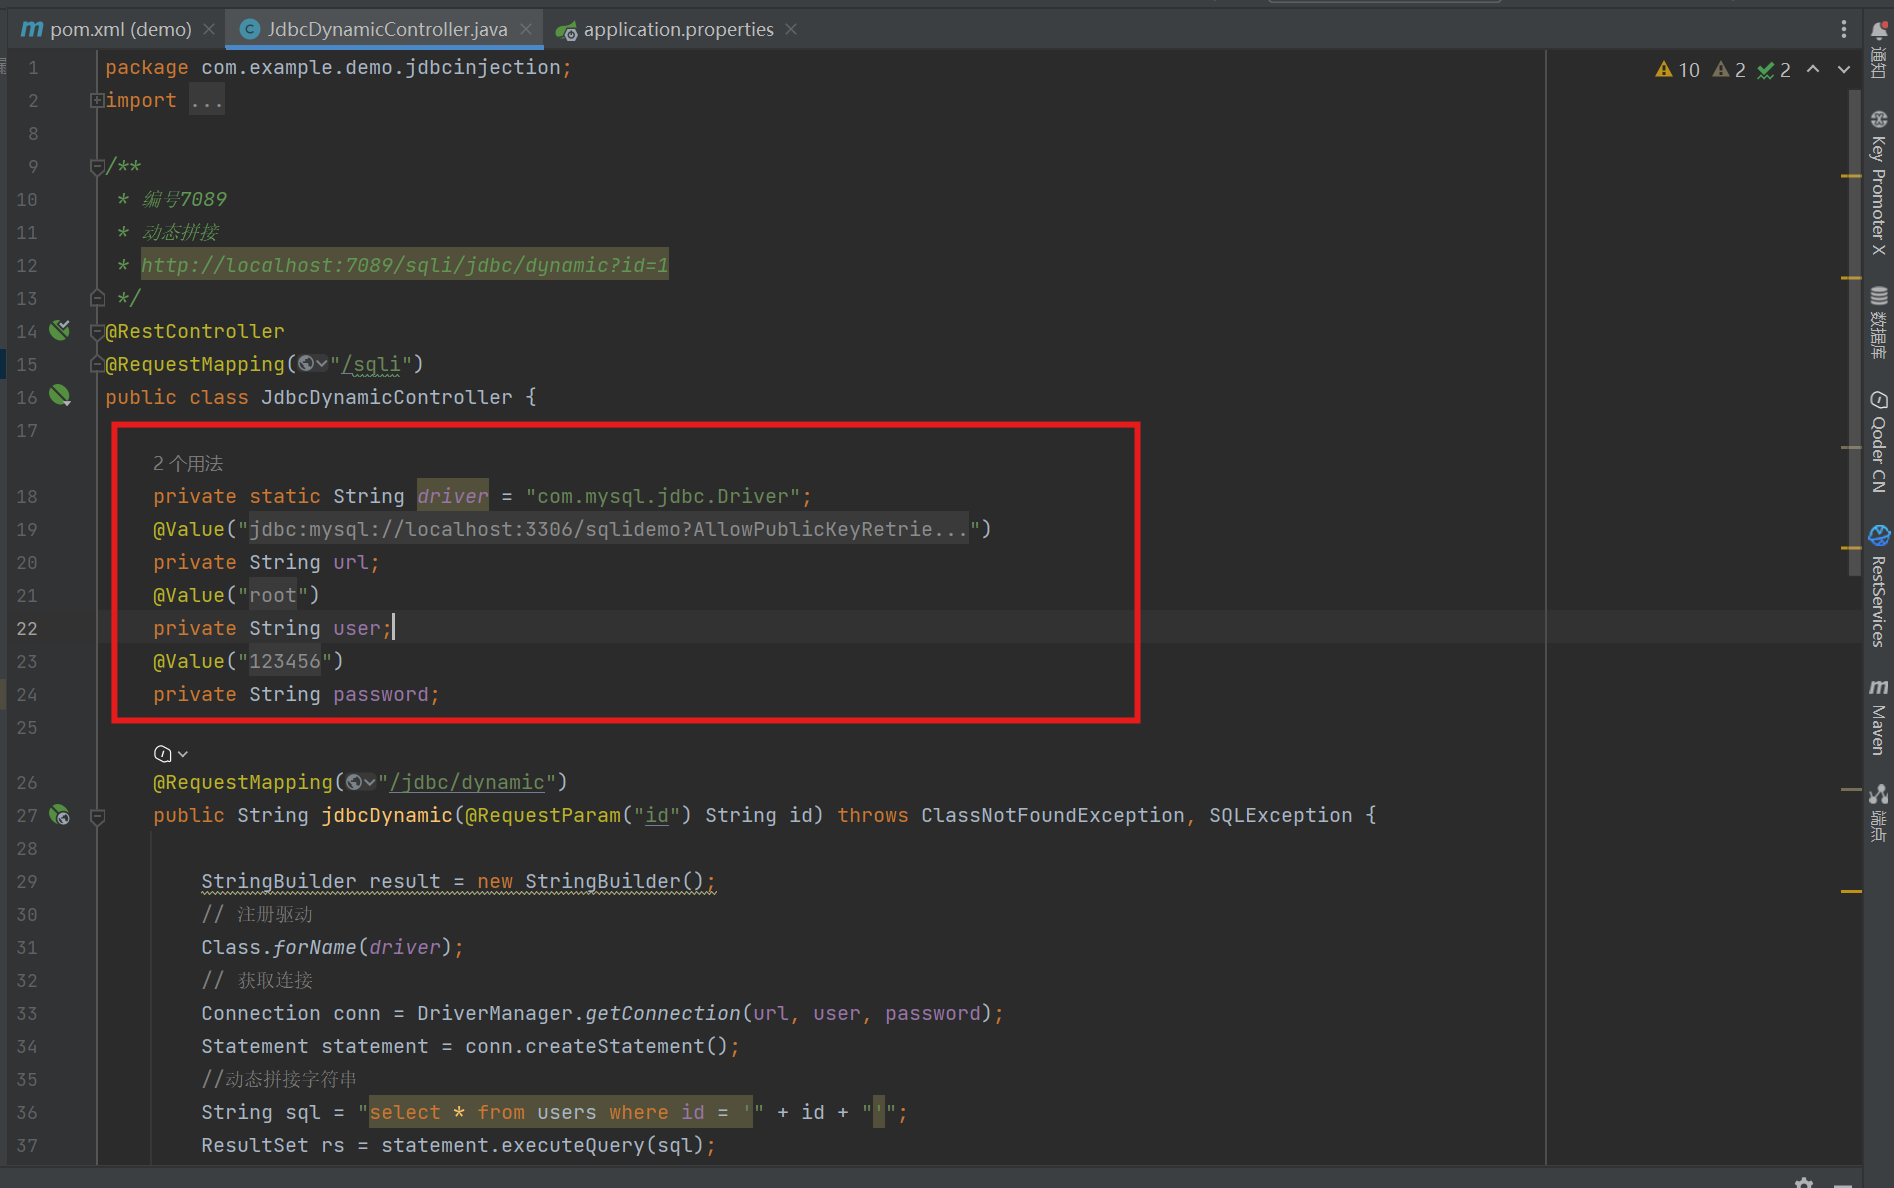 pom.xml (demo)
JdbcDynamicController.java
application.properties
10 2 2
1 package com.example.demo.jdbcinjection;
2 import ...
8
9 /**
10 * 编号7089
11 * 动态拼接
12 * http://localhost:7089/sqli/jdbc/dynamic?id=1
13 */
14 @RestController
15 @RequestMapping("/sqli")
16 public class JdbcDynamicController {
17
2 个用法
18 private static String driver = "com.mysql.jdbc.Driver";
19 @Value("jdbc:mysql://localhost:3306/sqlidemo?AllowPublicKeyRetrie...")
20 private String url;
21 @Value("root")
22 private String user;
23 @Value("123456")
24 private String password;
25
26 @RequestMapping("/jdbc/dynamic")
27 public String jdbcDynamic(@RequestParam("id") String id) throws ClassNotFoundException, SQLException {
28
29 StringBuilder result = new StringBuilder();
30 // 注册驱动
31 Class.forName(driver);
32 // 获取连接
33 Connection conn = DriverManager.getConnection(url, user, password);
34 Statement statement = conn.createStatement();
35 //动态拼接字符串
36 String sql = "select * from users where id = '" + id + "'";
37 ResultSet rs = statement.executeQuery(sql);
通知
Key Promoter X
数据库
Qoder CN
RestServices
Maven
端点